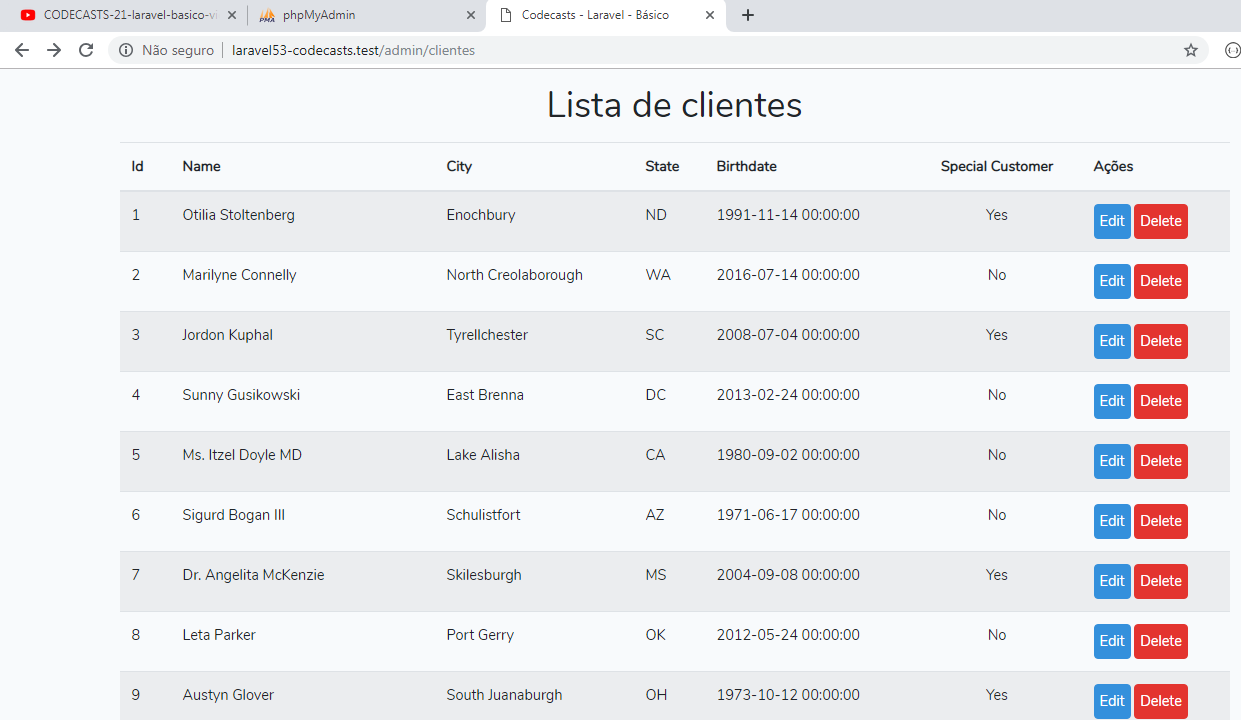 CODECASTS-21-laravel-basico-vi
phpMyAdmin
Codecasts - Laravel - Básico
Não seguro | laravel53-codecasts.test/admin/clientes
Lista de clientes
Id Name City State Birthdate Special Customer Ações
1 Otilia Stoltenberg Enochbury ND 1991-11-14 00:00:00 Yes Edit Delete
2 Marilyne Connelly North Creolaborough WA 2016-07-14 00:00:00 No Edit Delete
3 Jordon Kuphal Tyrellchester SC 2008-07-04 00:00:00 Yes Edit Delete
4 Sunny Gusikowski East Brenna DC 2013-02-24 00:00:00 No Edit Delete
5 Ms. Itzel Doyle MD Lake Alisha CA 1980-09-02 00:00:00 No Edit Delete
6 Sigurd Bogan III Schulistfort AZ 1971-06-17 00:00:00 No Edit Delete
7 Dr. Angelita McKenzie Skilesburgh MS 2004-09-08 00:00:00 Yes Edit Delete
8 Leta Parker Port Gerry OK 2012-05-24 00:00:00 No Edit Delete
9 Austyn Glover South Juanaburgh OH 1973-10-12 00:00:00 Yes Edit Delete